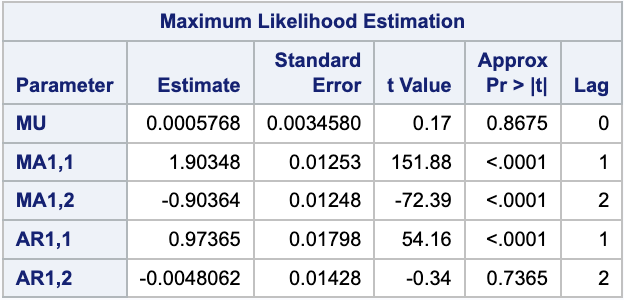 Maximum Likelihood Estimation
Parameter Estimate Standard Error t Value Approx Pr > |t| Lag
MU 0.0005768 0.0034580 0.17 0.8675 0
MA1,1 1.90348 0.01253 151.88 <.0001 1
MA1,2 -0.90364 0.01248 -72.39 <.0001 2
AR1,1 0.97365 0.01798 54.16 <.0001 1
AR1,2 -0.0048062 0.01428 -0.34 0.7365 2